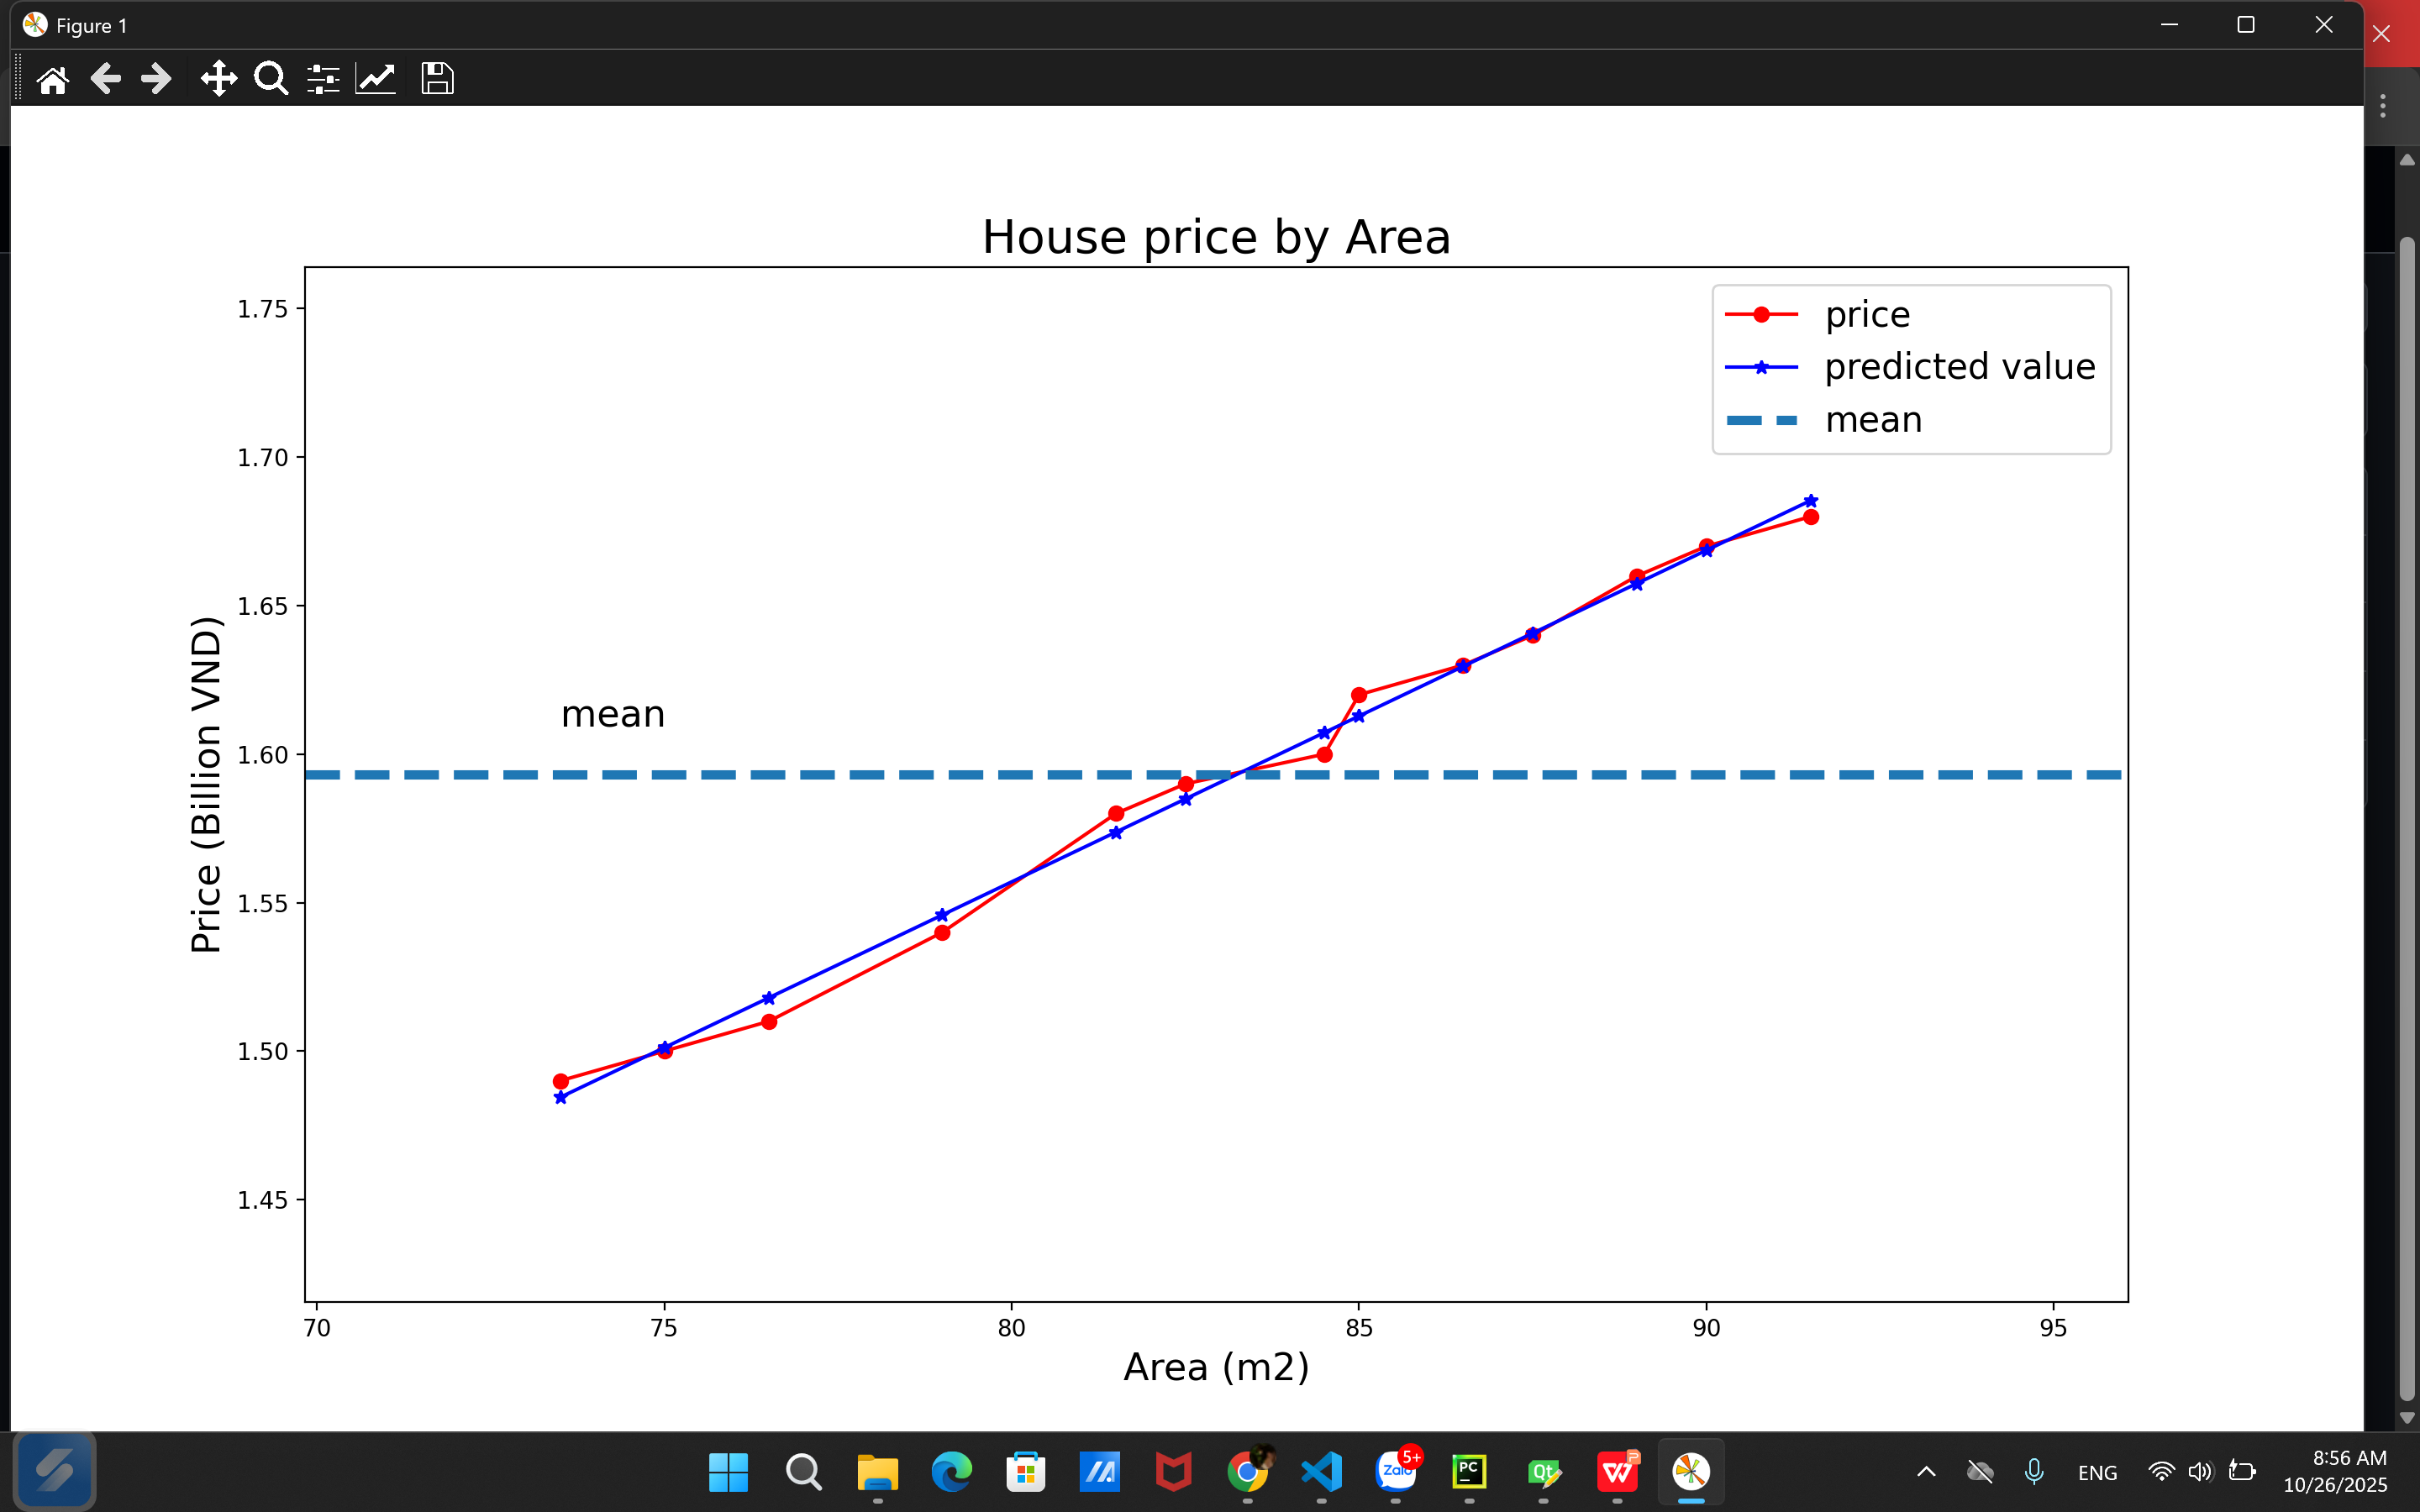 Figure 1
House price by Area
price
predicted value
mean
1.75
1.70
1.65
1.60
1.55
1.50
1.45
Price (Billion VND)
mean
70 75 80 85 90 95
Area (m2)
Zalo
5+
PC
Qt
W
P
ENG
8:56 AM
10/26/2025